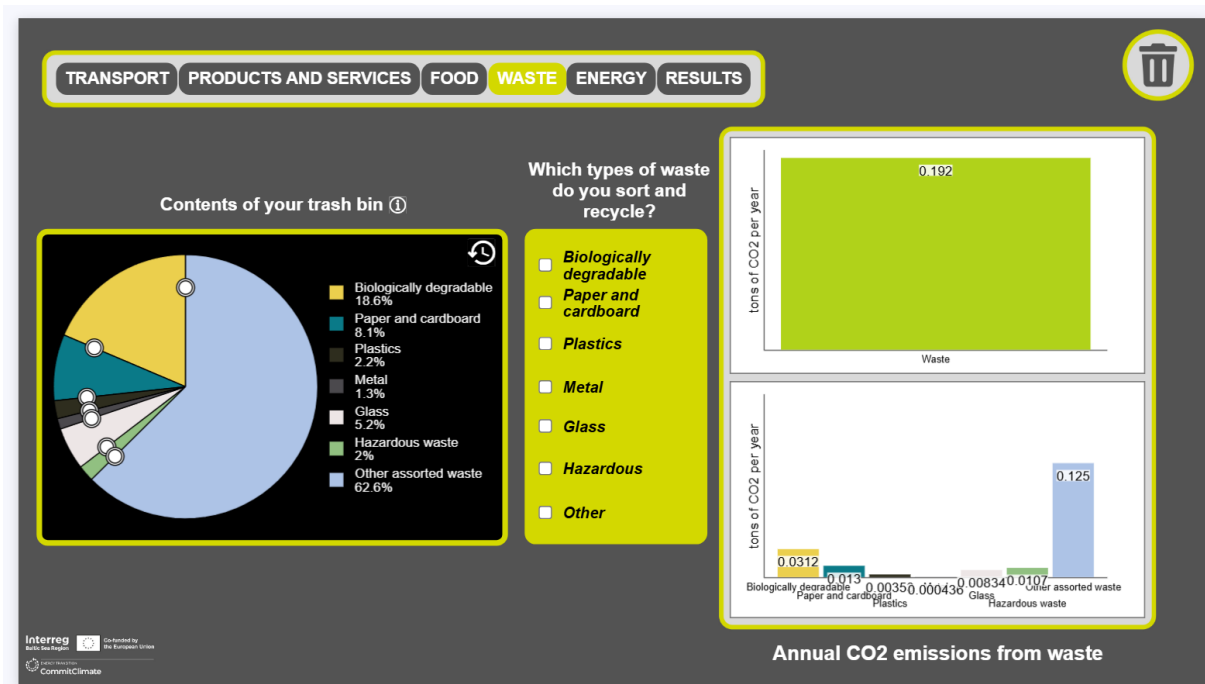 TRANSPORT
PRODUCTS AND SERVICES
FOOD
WASTE
ENERGY
RESULTS
Contents of your trash bin ⓘ
Biologically degradable
18.6%
Paper and cardboard
8.1%
Plastics
2.2%
Metal
1.3%
Glass
5.2%
Hazardous waste
2%
Other assorted waste
62.6%
Which types of waste
do you sort and
recycle?
Biologically
degradable
Paper and
cardboard
Plastics
Metal
Glass
Hazardous
Other
tons of CO2 per year
0.192
Waste
tons of CO2 per year
0.0312
0.013
0.000436
0.00834
0.0107
0.125
Biologically degradable
Paper and cardboard
Plastics
Glass
Hazardous waste
Other assorted waste
Annual CO2 emissions from waste
Interreg
Baltic Sea Region
Co-funded by
the European Union
ENERGY TRANSITION
CommitClimate